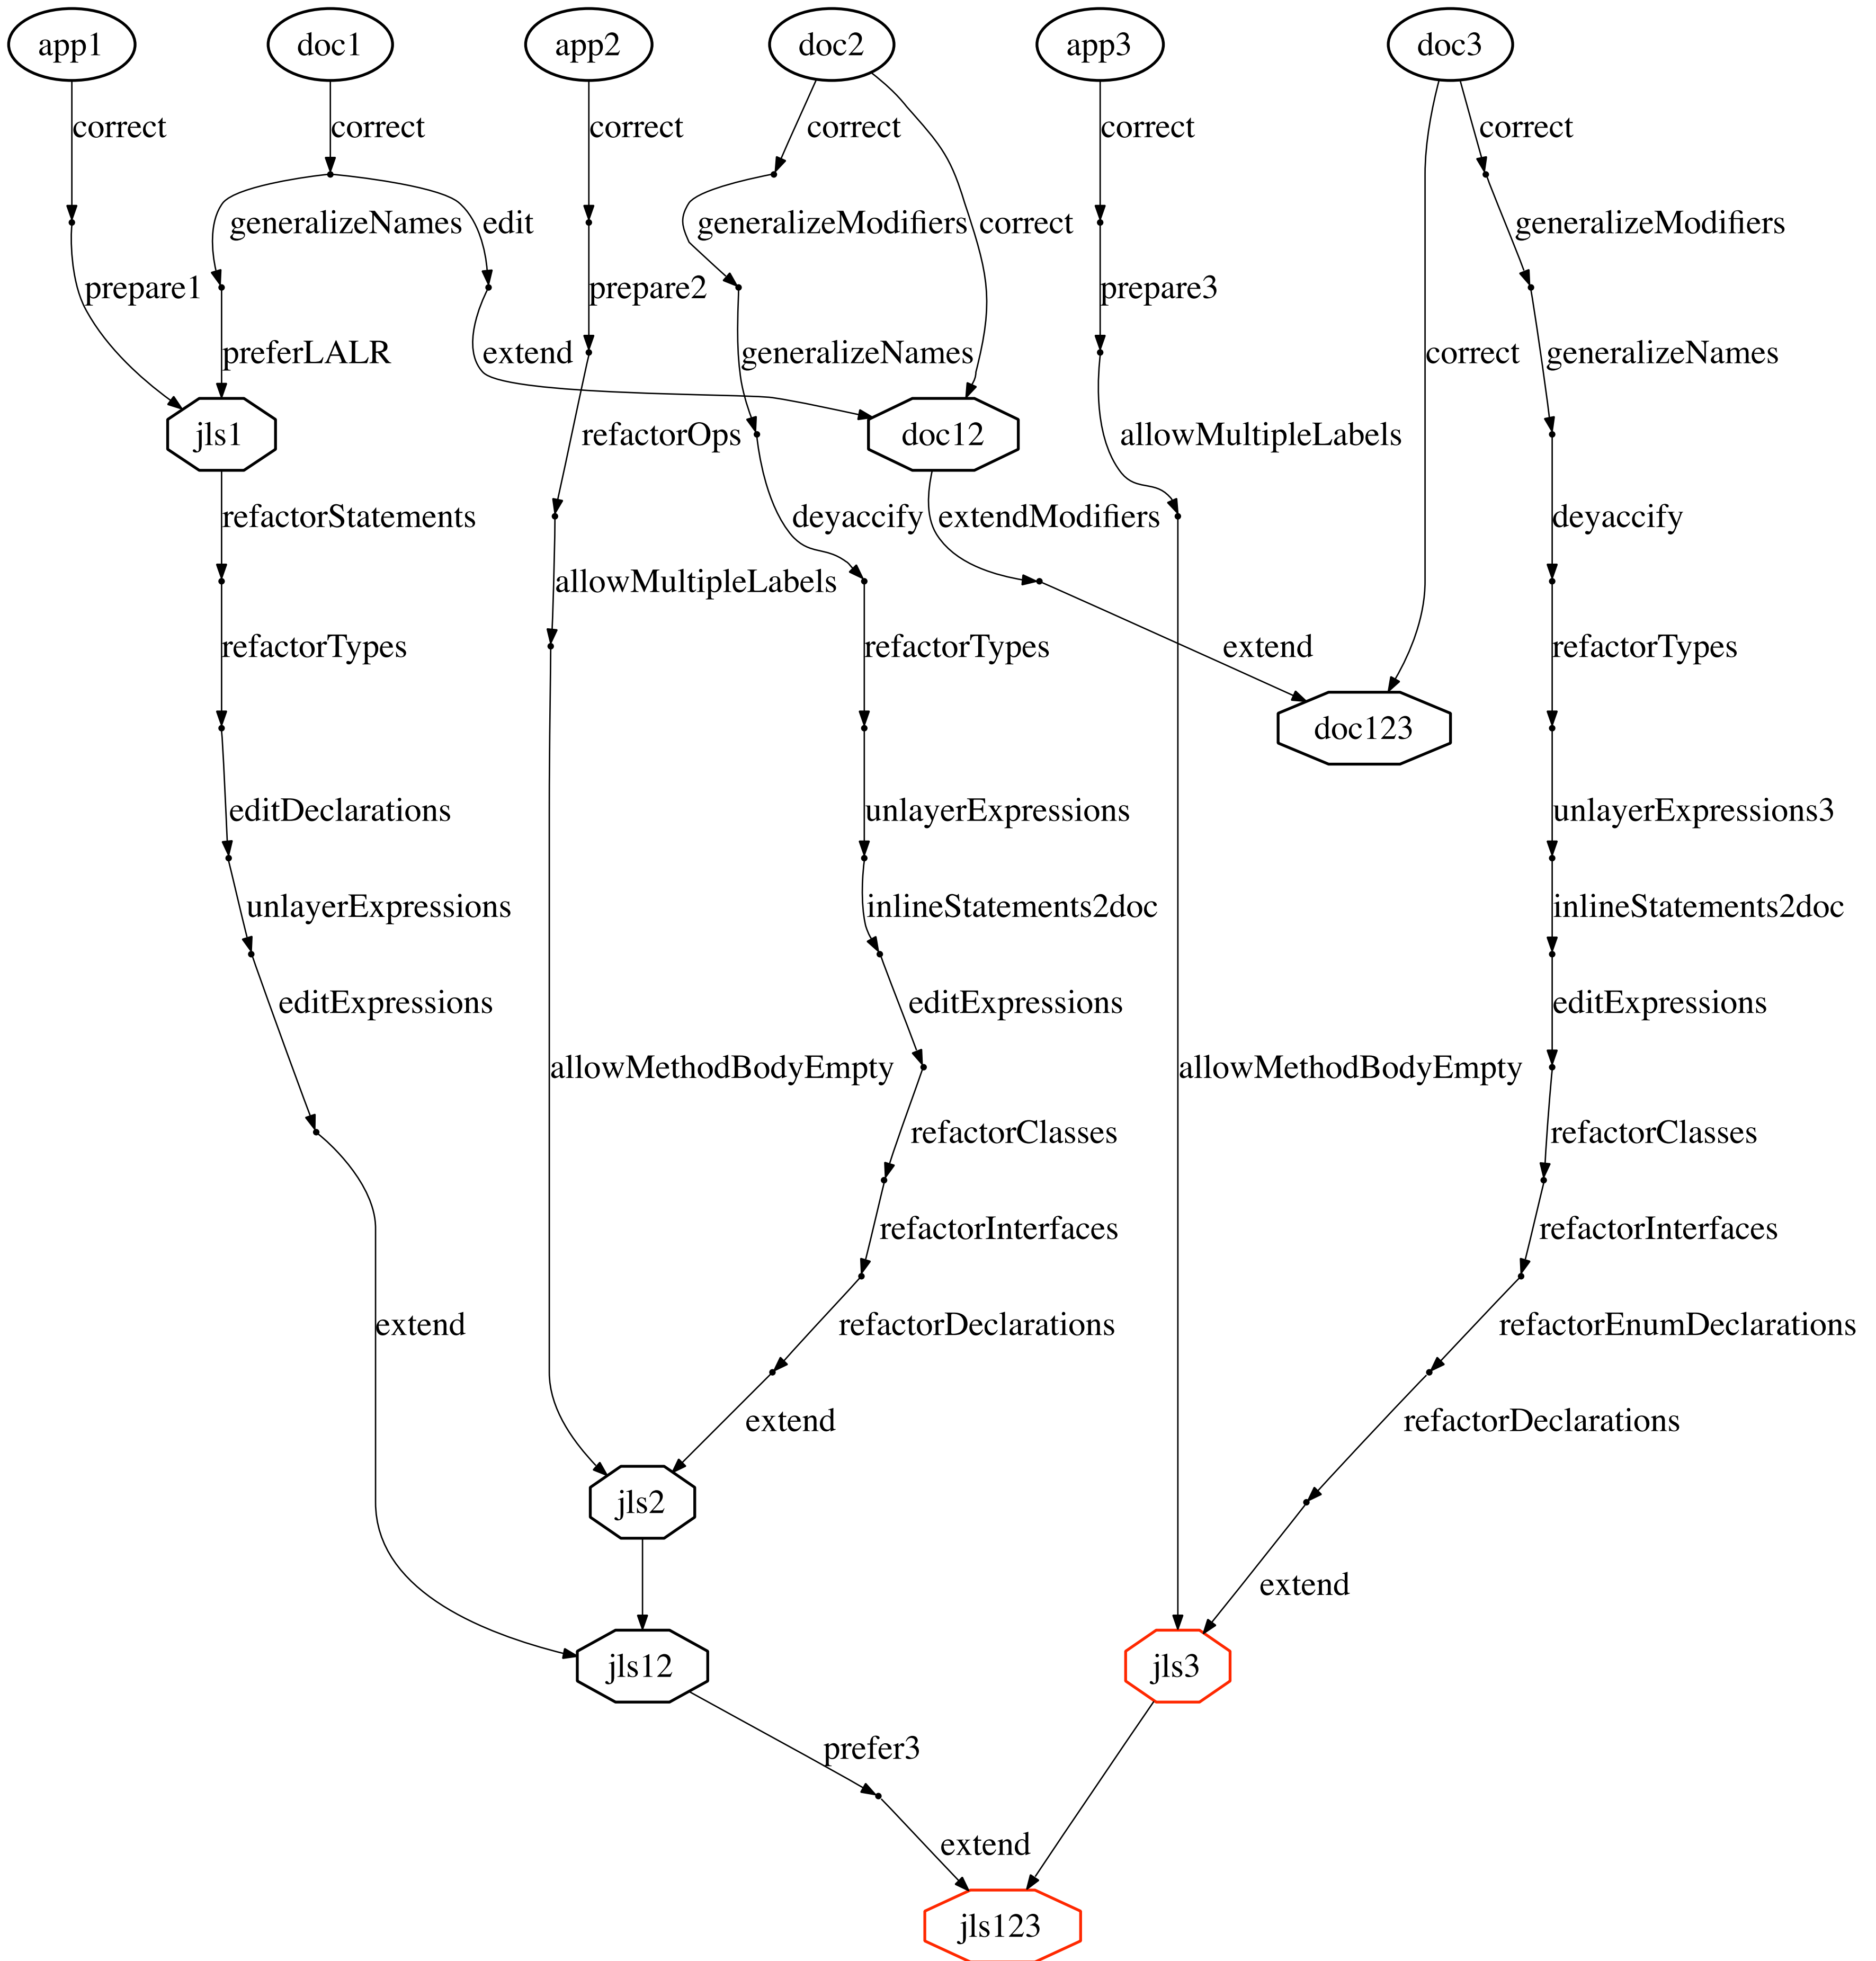 app1 doc1 app2 doc2 app3 doc3
correct correct correct correct correct correct
generalizeNames edit generalizeModifiers correct generalizeModifiers
prepare1 prepare2 prepare3
preferLALR extend generalizeNames correct generalizeNames
jls1 refactorOps doc12 allowMultipleLabels
refactorStatements deyaccify extendModifiers deyaccify
allowMultipleLabels
refactorTypes refactorTypes extend refactorTypes
doc123
editDeclarations unlayerExpressions unlayerExpressions3
unlayerExpressions inlineStatements2doc inlineStatements2doc
editExpressions editExpressions editExpressions
allowMethodBodyEmpty allowMethodBodyEmpty
refactorClasses refactorClasses
refactorInterfaces refactorInterfaces
extend refactorDeclarations refactorEnumDeclarations
extend refactorDeclarations
jls2
extend
jls12 jls3
prefer3
extend
jls123